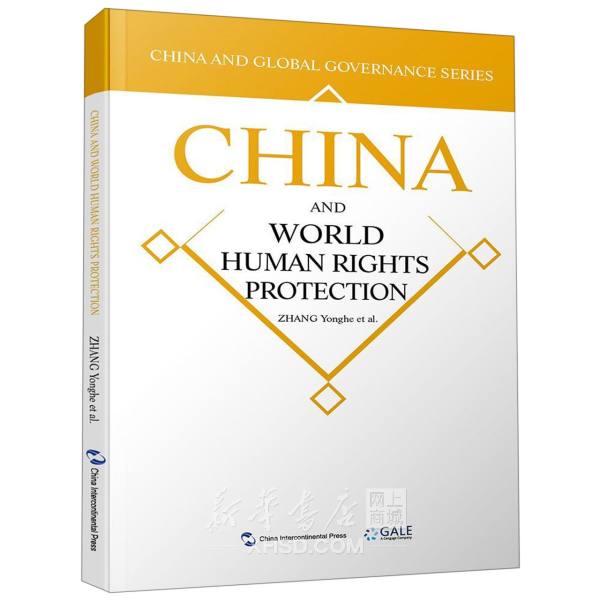 CHINA AND GLOBAL GOVERNANCE SERIES
CHINA
AND
WORLD
HUMAN RIGHTS
PROTECTION
ZHANG Yonghe et al.
CHINA AND WORLD HUMAN RIGHTS PROTECTION
ZHANG Yonghe et al.
China Intercontinental Press
新华书店
网上
商城
XHSD.COM
China Intercontinental Press
GALE
A Cengage Company